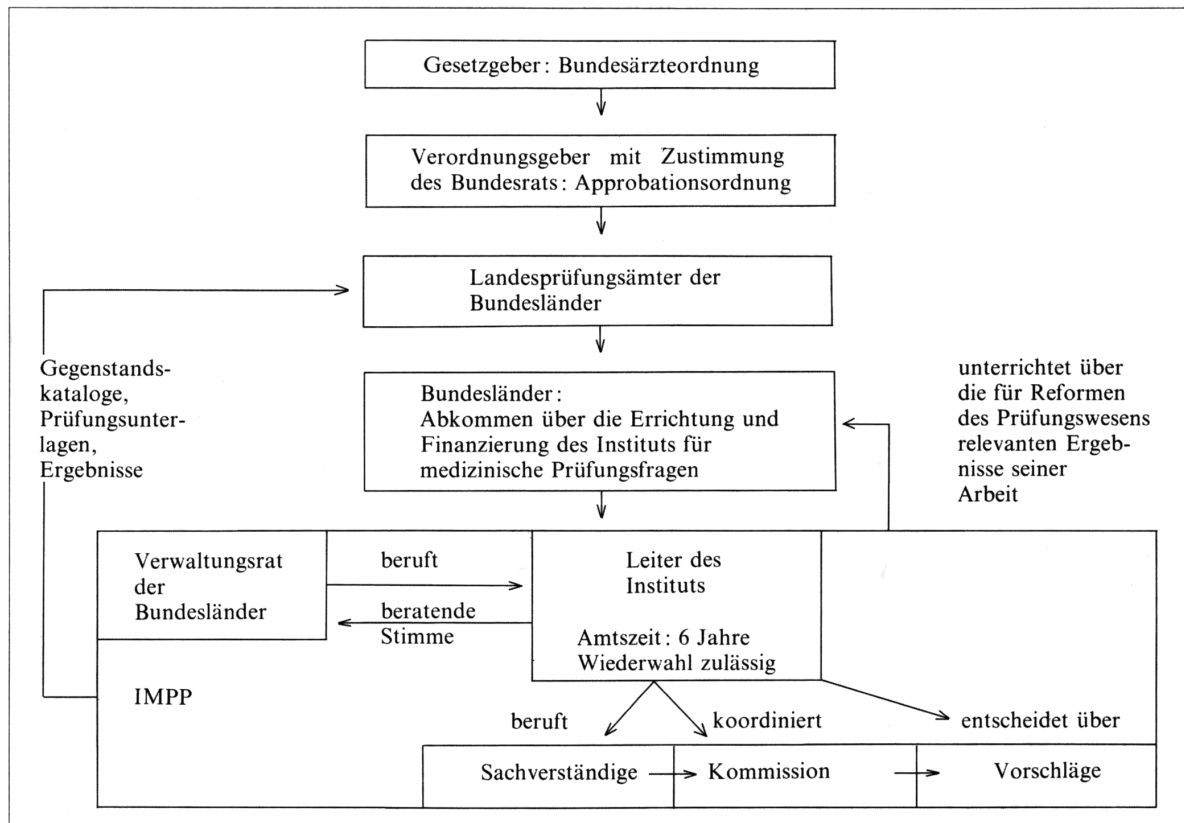 Gesetzgeber: Bundesärzteordnung
Verordnungsgeber mit Zustimmung
des Bundesrats: Approbationsordnung
Landesprüfungsämter der
Bundesländer
Gegenstands-
kataloge,
Prüfungsunter-
lagen,
Ergebnisse
Bundesländer:
Abkommen über die Errichtung und
Finanzierung des Instituts für
medizinische Prüfungsfragen
unterrichtet über
die für Reformen
des Prüfungswesens
relevanten Ergeb-
nisse seiner
Arbeit
Verwaltungsrat
der
Bundesländer
beruft
beratende
Stimme
Leiter des
Instituts
Amtszeit: 6 Jahre
Wiederwahl zulässig
IMPP
beruft
koordiniert
entscheidet über
Sachverständige
Kommission
Vorschläge